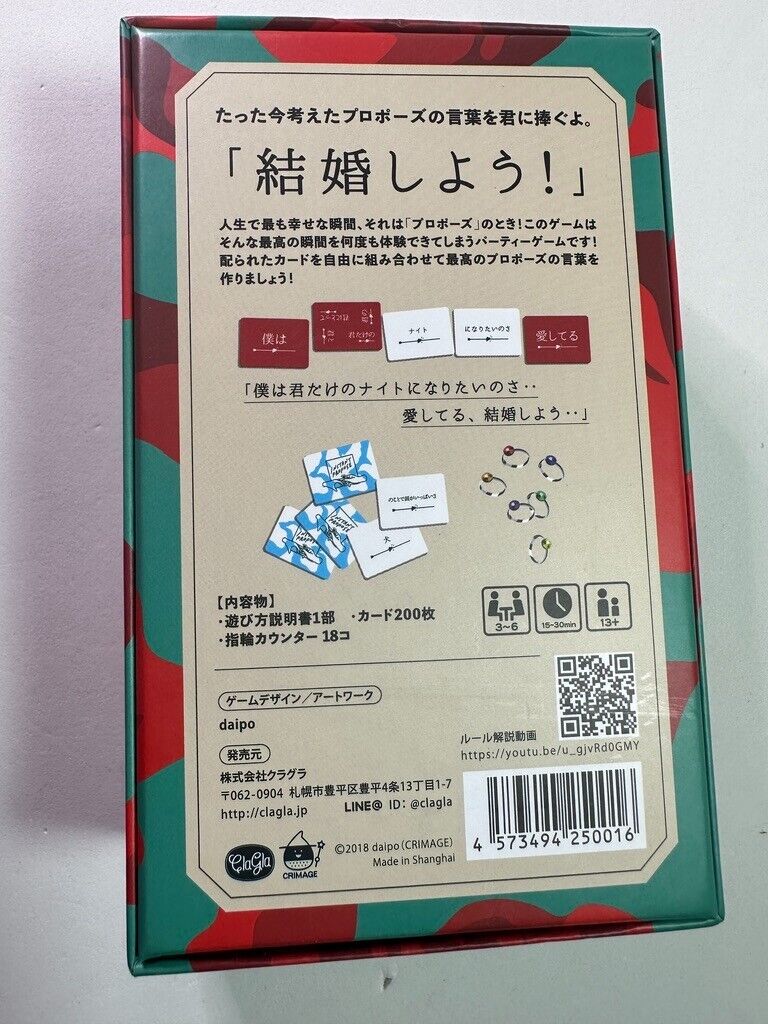 たった今考えたプロポーズの言葉を君に捧ぐよ。
「結婚しよう!」
人生で最も幸せな瞬間、それは「プロポーズ」のとき!このゲームは
そんな最高の瞬間を何度も体験できてしまうパーティーゲームです!
配られたカードを自由に組み合わせて最高のプロポーズの言葉を
作りましょう!
僕は
君だけの
ナイト
になりたいのさ
愛してる
「僕は君だけのナイトになりたいのさ‥
愛してる、結婚しよう‥」
INSTANT
PROPOSE
犬
【内容物】
・遊び方説明書1部 ・カード200枚
・指輪カウンター 18コ
3~6
15-30min
13+
ゲームデザイン/アートワーク
daipo
発売元
株式会社クラグラ
〒062-0904 札幌市豊平区豊平4条13丁目1-7
http://clagla.jp LINE@ ID: @clagla
ルール解説動画
https://youtu.be/u_gjvRd0GMY
4 573494 250016
ClaGla
CRIMAGE
©2018 daipo(CRIMAGE)
Made in Shanghai